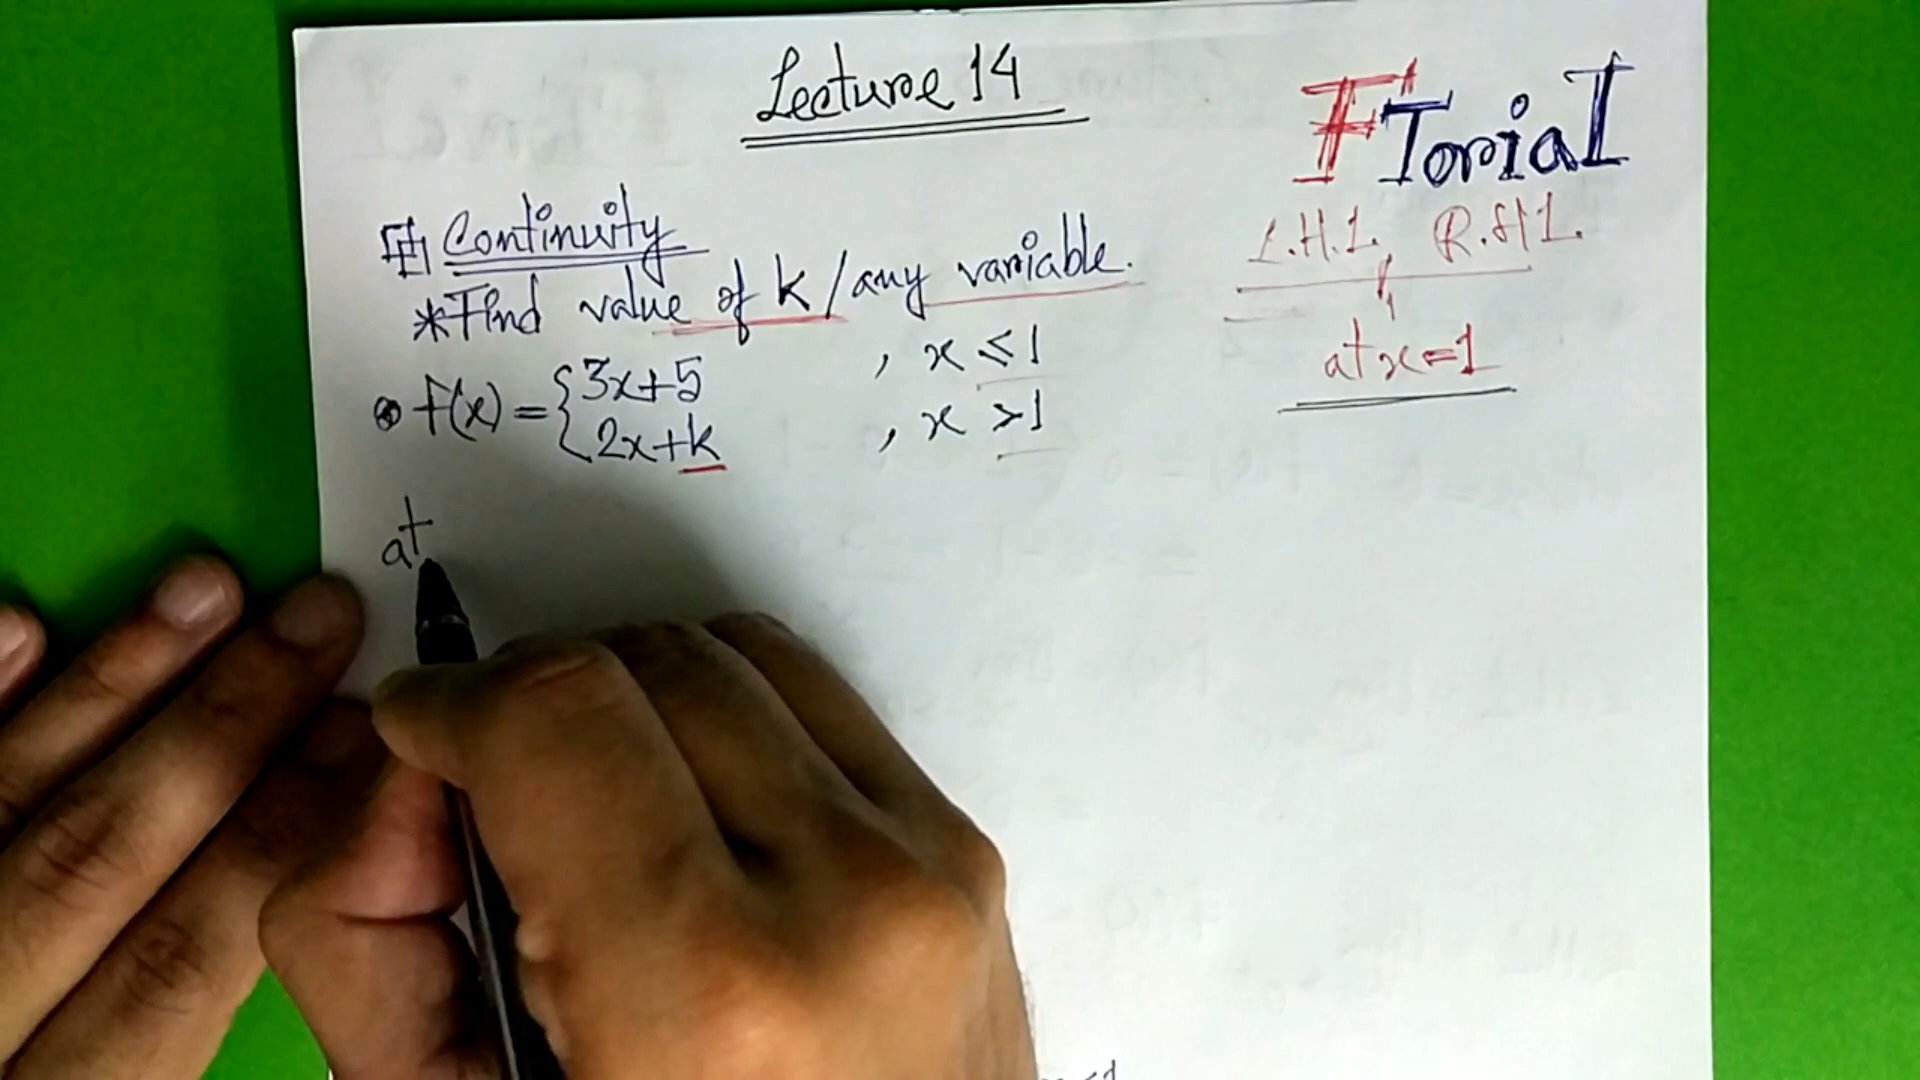 Lecture 14
FTorial
L.H.L, R.H.L.
at x=1
Continuity
*Find value of k / any variable.
f(x) = { 3x+5 , x ≤ 1
2x+k , x > 1
at